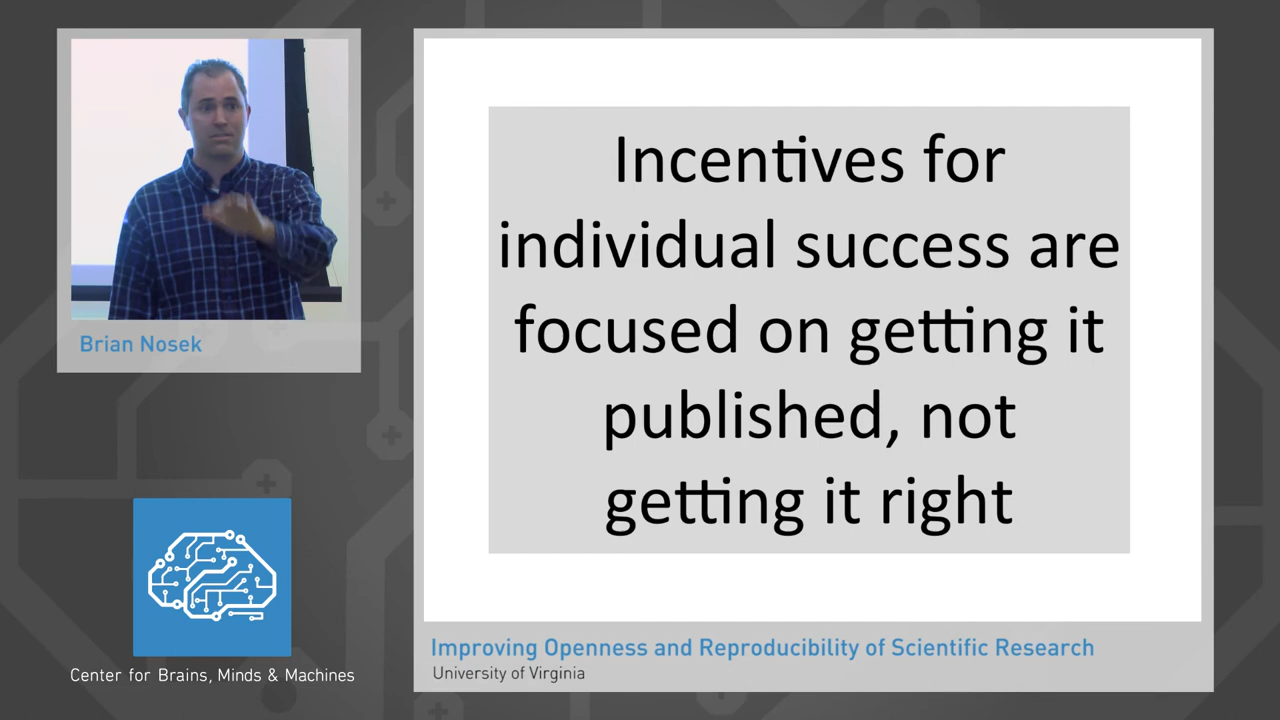 Brian Nosek
Center for Brains, Minds & Machines
Incentives for
individual success are
focused on getting it
published, not
getting it right
Improving Openness and Reproducibility of Scientific Research
University of Virginia